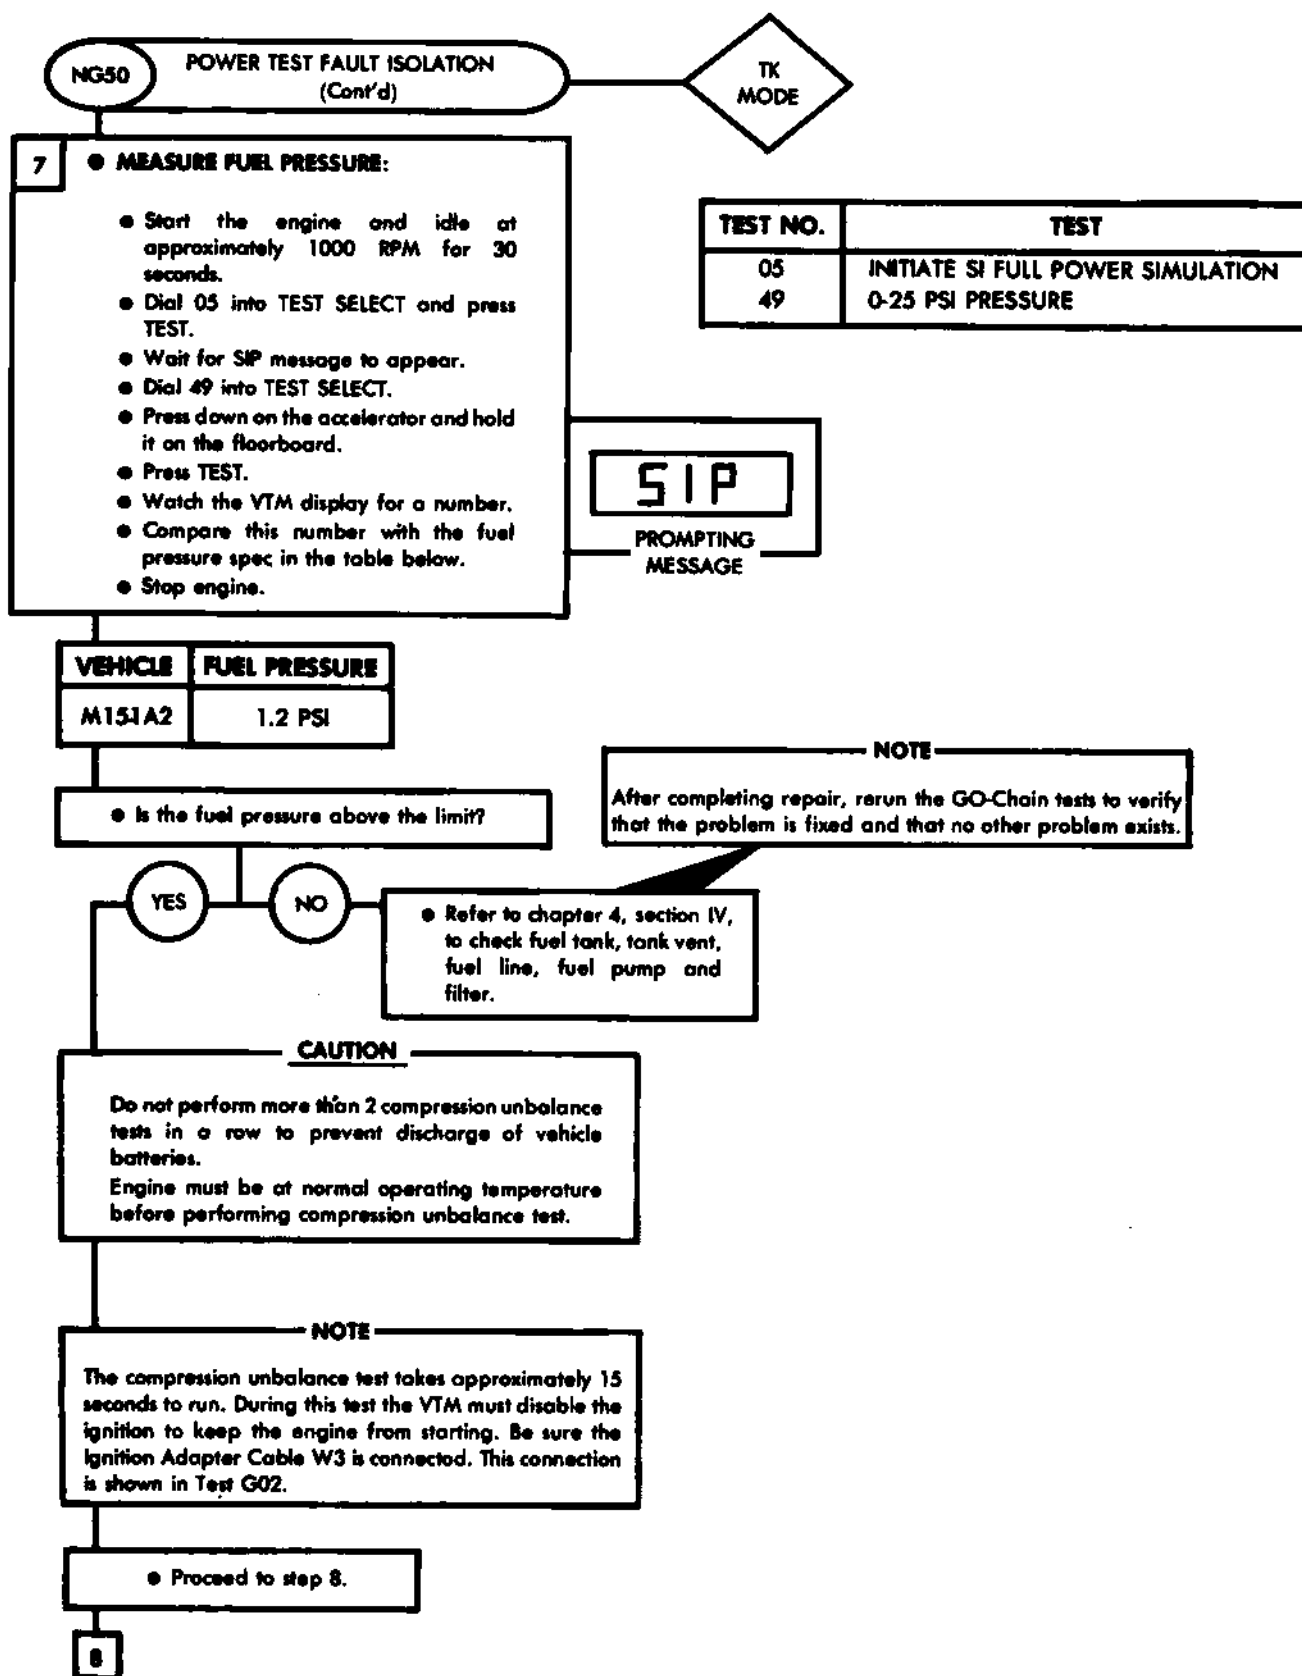 NG50
POWER TEST FAULT ISOLATION
(Cont'd)
TK
MODE
7
● MEASURE FUEL PRESSURE:
● Start the engine and idle at
approximately 1000 RPM for 30
seconds.
● Dial 05 into TEST SELECT and press
TEST.
● Wait for SIP message to appear.
● Dial 49 into TEST SELECT.
● Press down on the accelerator and hold
it on the floorboard.
● Press TEST.
● Watch the VTM display for a number.
● Compare this number with the fuel
pressure spec in the table below.
● Stop engine.
TEST NO. TEST
05 INITIATE SI FULL POWER SIMULATION
49 0-25 PSI PRESSURE
SIP
PROMPTING
MESSAGE
VEHICLE FUEL PRESSURE
M151A2 1.2 PSI
● Is the fuel pressure above the limit?
NOTE
After completing repair, rerun the GO-Chain tests to verify
that the problem is fixed and that no other problem exists.
YES
NO
● Refer to chapter 4, section IV,
to check fuel tank, tank vent,
fuel line, fuel pump and
filter.
CAUTION
Do not perform more than 2 compression unbalance
tests in a row to prevent discharge of vehicle
batteries.
Engine must be at normal operating temperature
before performing compression unbalance test.
NOTE
The compression unbalance test takes approximately 15
seconds to run. During this test the VTM must disable the
ignition to keep the engine from starting. Be sure the
Ignition Adapter Cable W3 is connected. This connection
is shown in Test G02.
● Proceed to step 8.
8